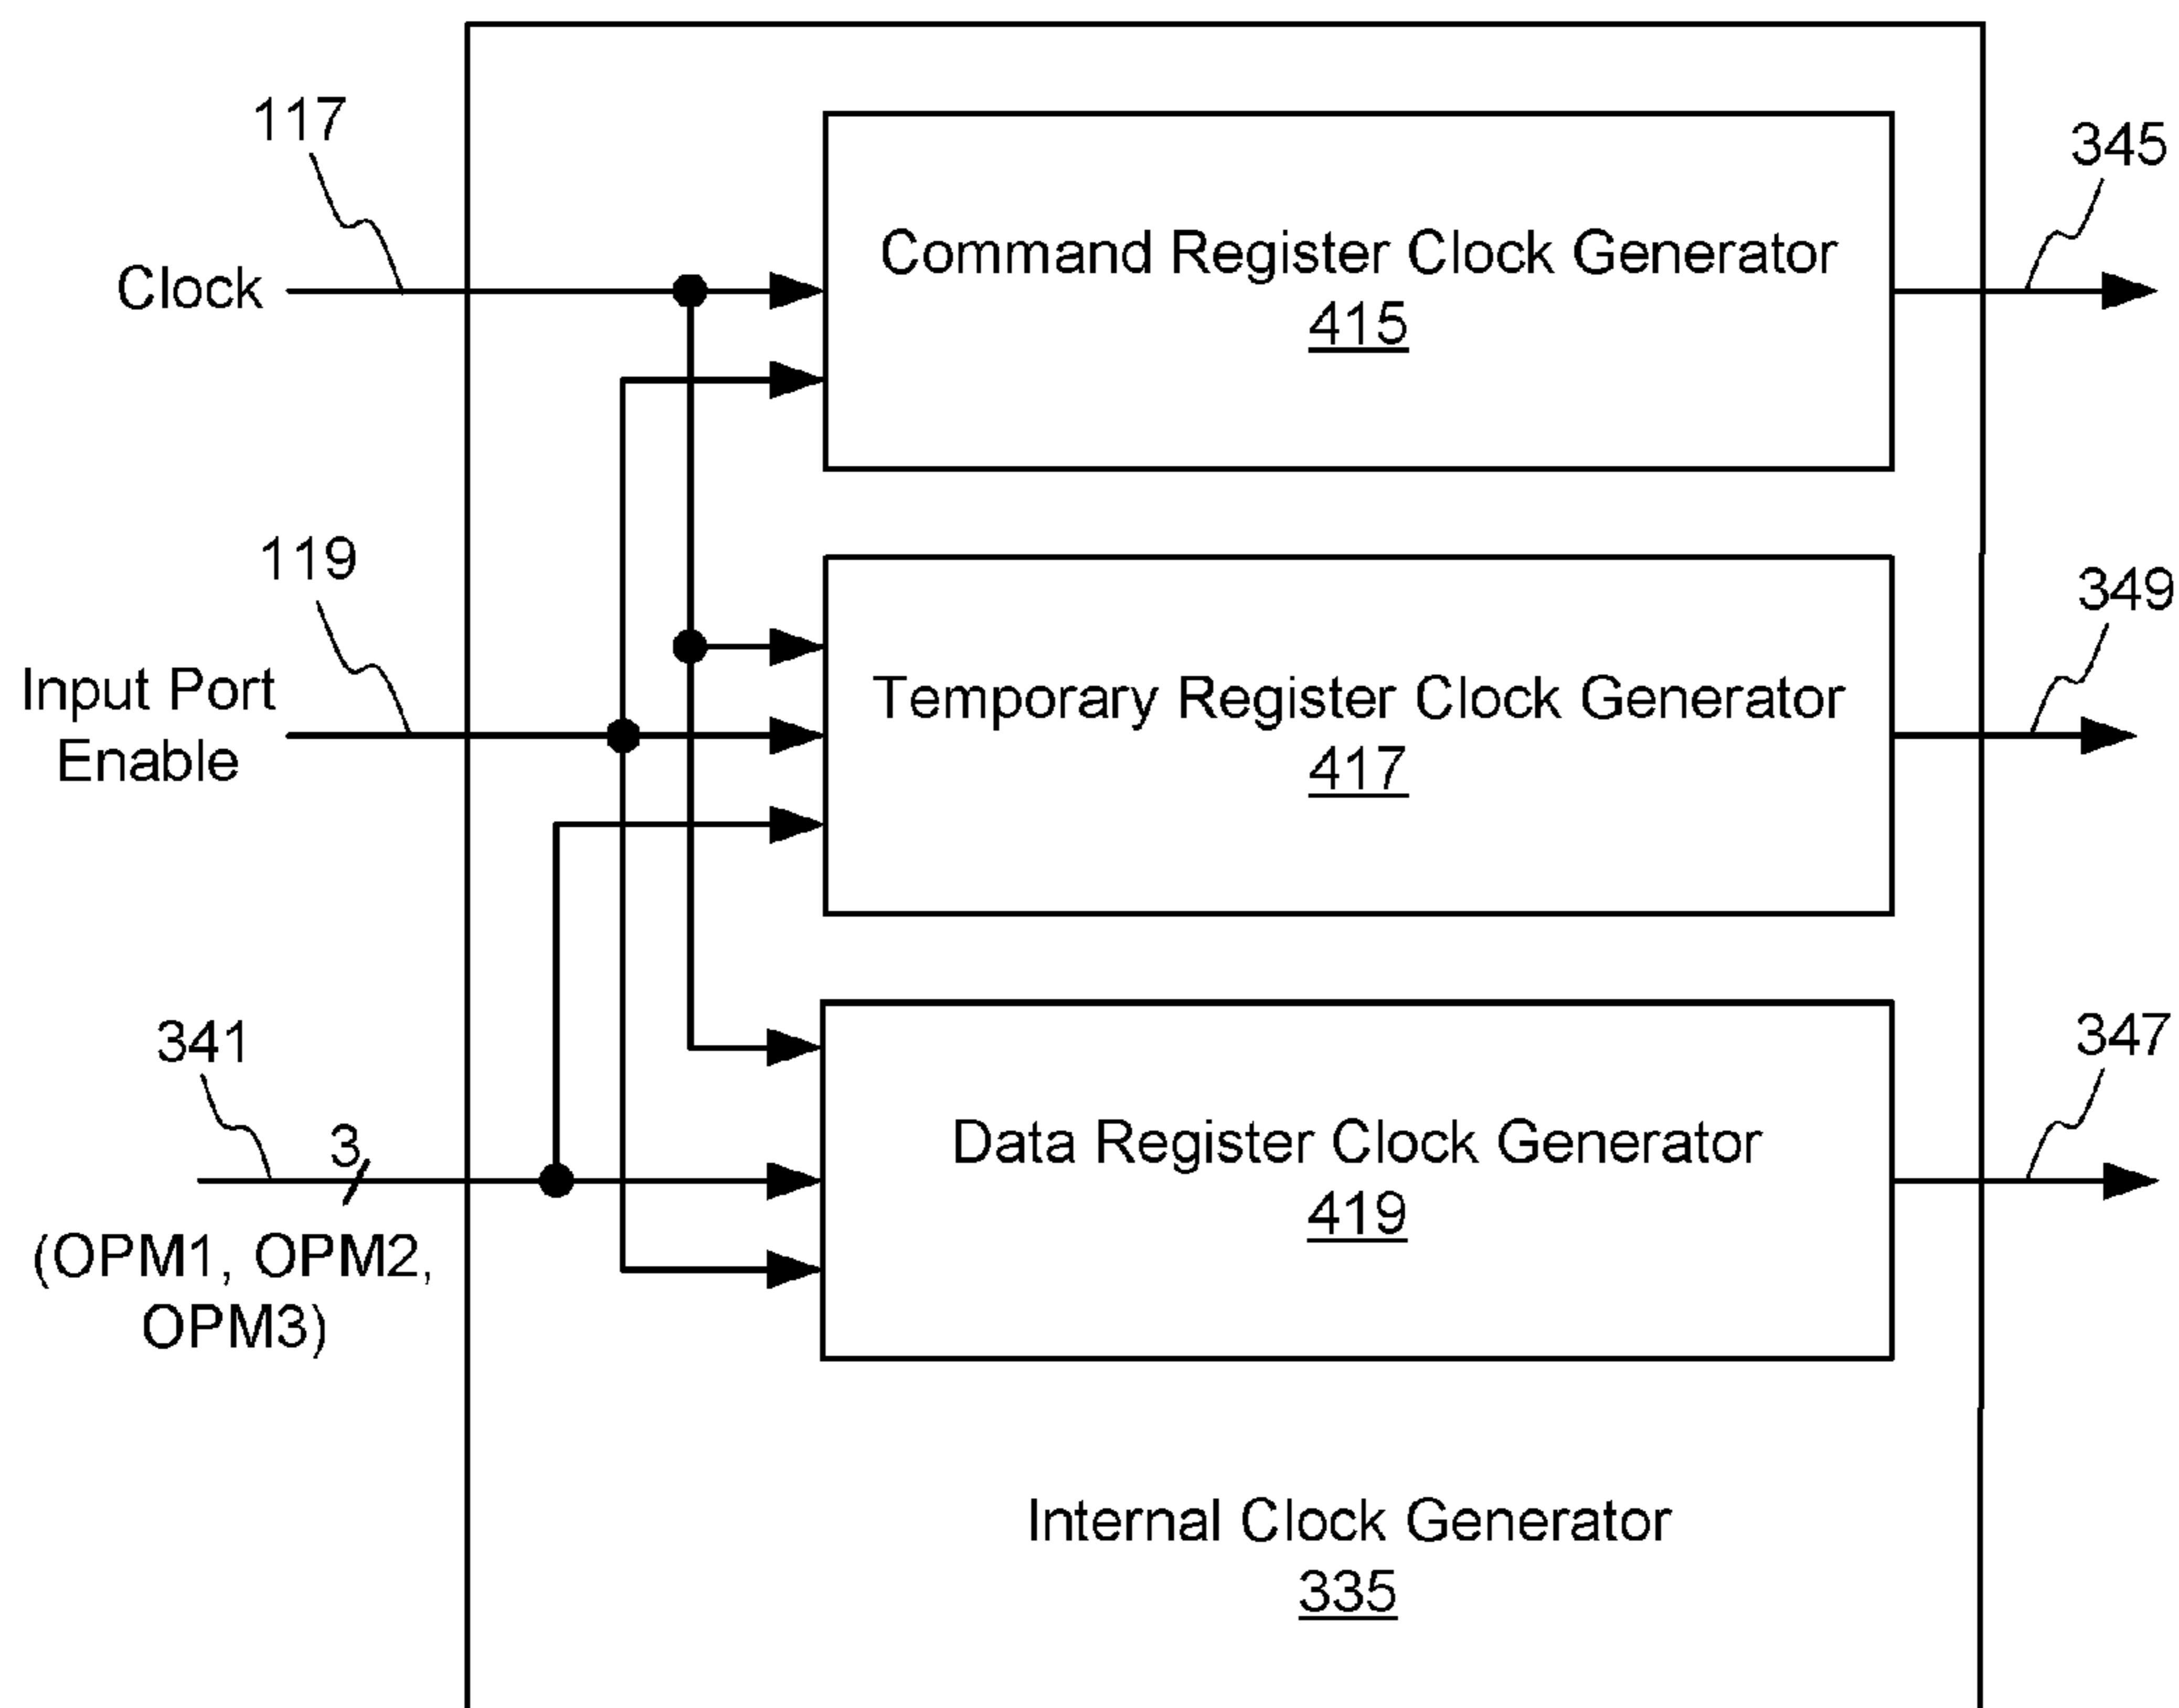 117
Clock
Command Register Clock Generator
415
345
119
Input Port
Enable
Temporary Register Clock Generator
417
349
341
3
(OPM1, OPM2,
OPM3)
Data Register Clock Generator
419
347
Internal Clock Generator
335